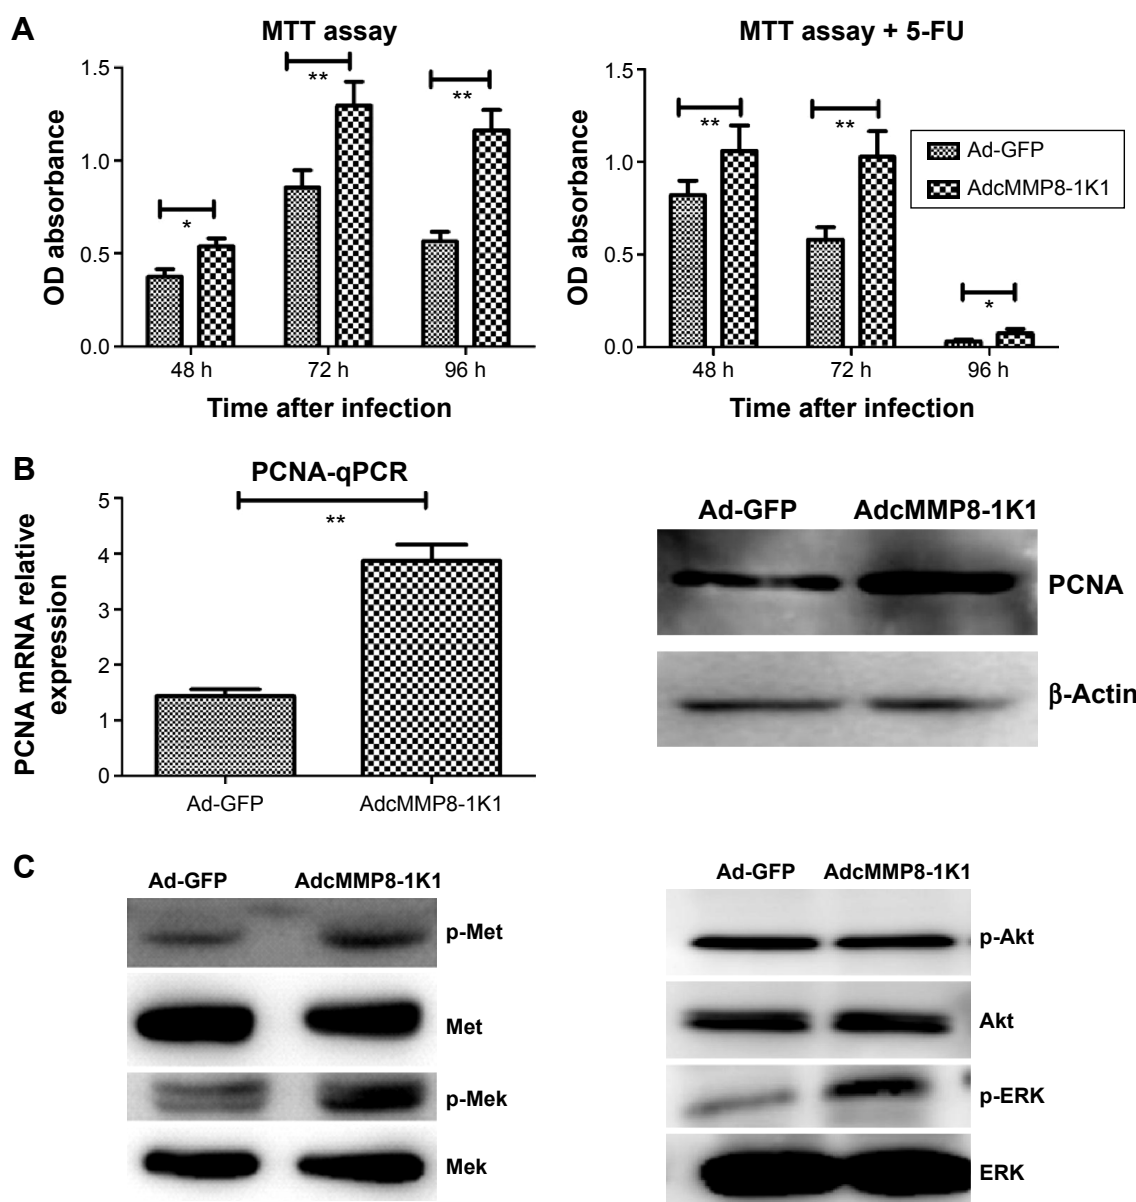 A
MTT assay
1.5
1.0
0.5
0.0
OD absorbance
**
**
*
48 h
72 h
96 h
Time after infection
MTT assay + 5-FU
1.5
1.0
0.5
0.0
OD absorbance
**
**
*
Ad-GFP
AdcMMP8-1K1
48 h
72 h
96 h
Time after infection
B
PCNA-qPCR
5
4
3
2
1
0
PCNA mRNA relative
expression
**
Ad-GFP
AdcMMP8-1K1
Ad-GFP
AdcMMP8-1K1
PCNA
β-Actin
C
Ad-GFP
AdcMMP8-1K1
p-Met
Met
p-Mek
Mek
Ad-GFP
AdcMMP8-1K1
p-Akt
Akt
p-ERK
ERK